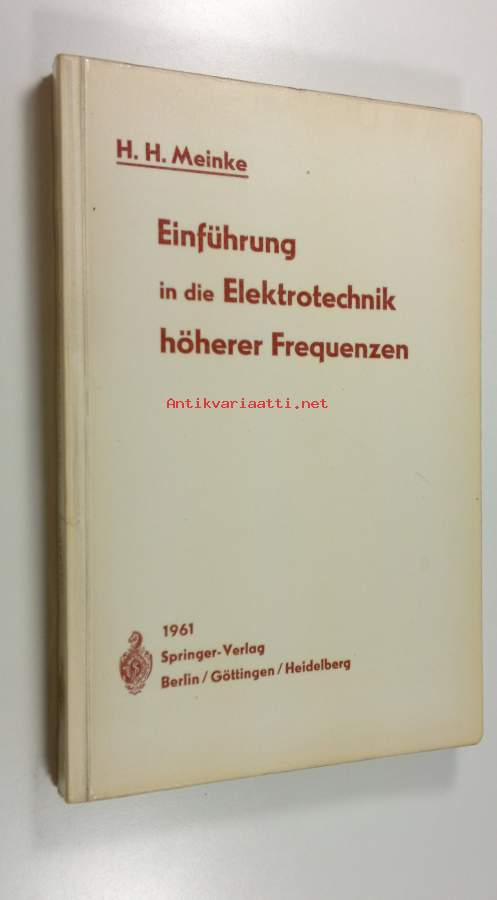 H. H. Meinke
Einführung
in die Elektrotechnik
höherer Frequenzen
Antikvariaatti.net
1961
Springer-Verlag
Berlin / Göttingen / Heidelberg